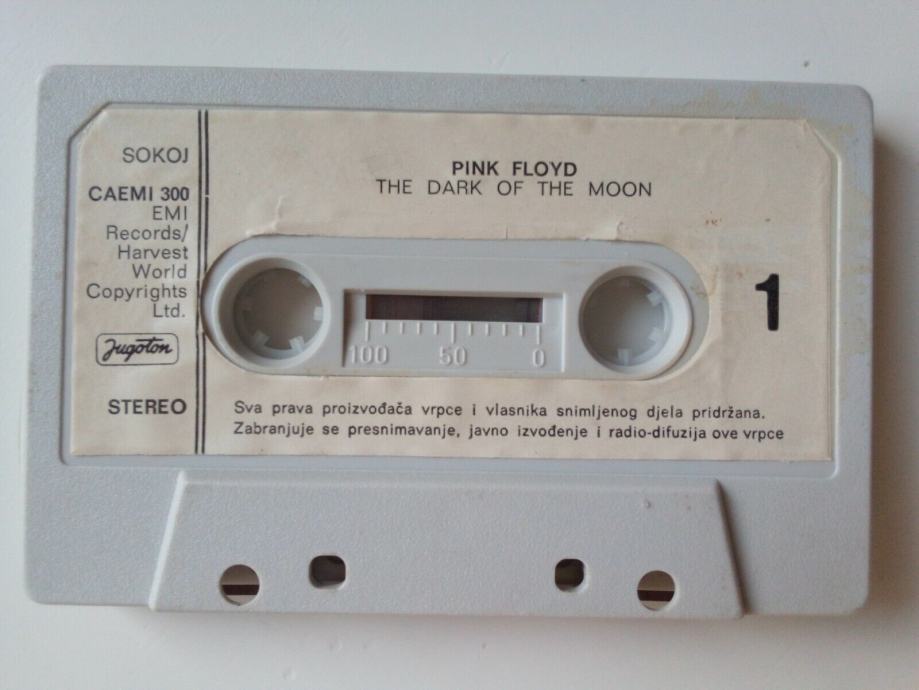 SOKOJ
CAEMI 300
EMI
Records/
Harvest
World
Copyrights
Ltd.
Jugoton
STEREO
PINK FLOYD
THE DARK OF THE MOON
1
100 50 0
Sva prava proizvođača vrpce i vlasnika snimljenog djela pridržana.
Zabranjuje se presnimavanje, javno izvođenje i radio-difuzija ove vrpce